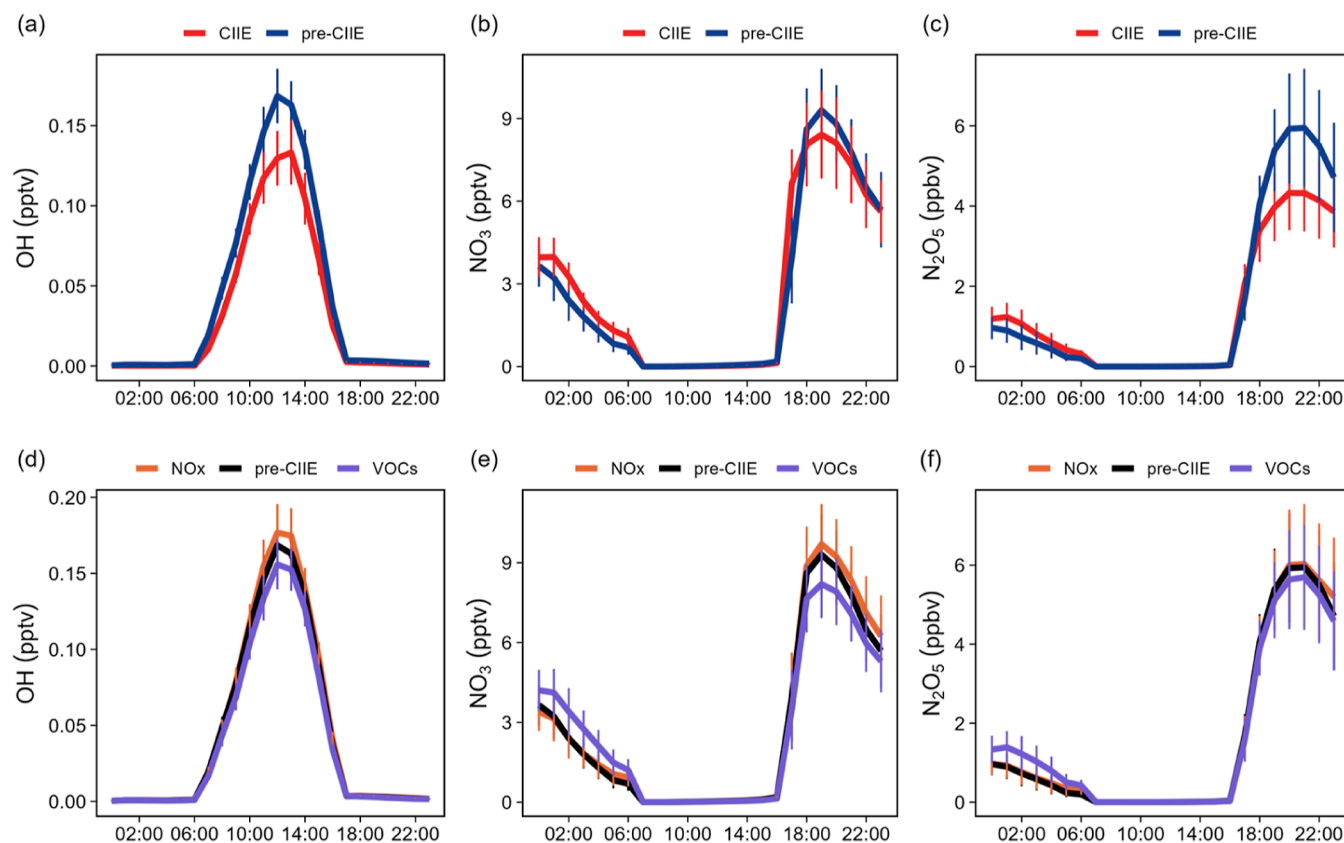 (a)
CIIE pre-CIIE
OH (pptv)
0.15
0.10
0.05
0.00
02:00 06:00 10:00 14:00 18:00 22:00
(b)
CIIE pre-CIIE
NO3 (pptv)
9
6
3
0
02:00 06:00 10:00 14:00 18:00 22:00
(c)
CIIE pre-CIIE
N2O5 (ppbv)
6
4
2
0
02:00 06:00 10:00 14:00 18:00 22:00
(d)
NOx pre-CIIE VOCs
OH (pptv)
0.20
0.15
0.10
0.05
0.00
02:00 06:00 10:00 14:00 18:00 22:00
(e)
NOx pre-CIIE VOCs
NO3 (pptv)
9
6
3
0
02:00 06:00 10:00 14:00 18:00 22:00
(f)
NOx pre-CIIE VOCs
N2O5 (ppbv)
6
4
2
0
02:00 06:00 10:00 14:00 18:00 22:00